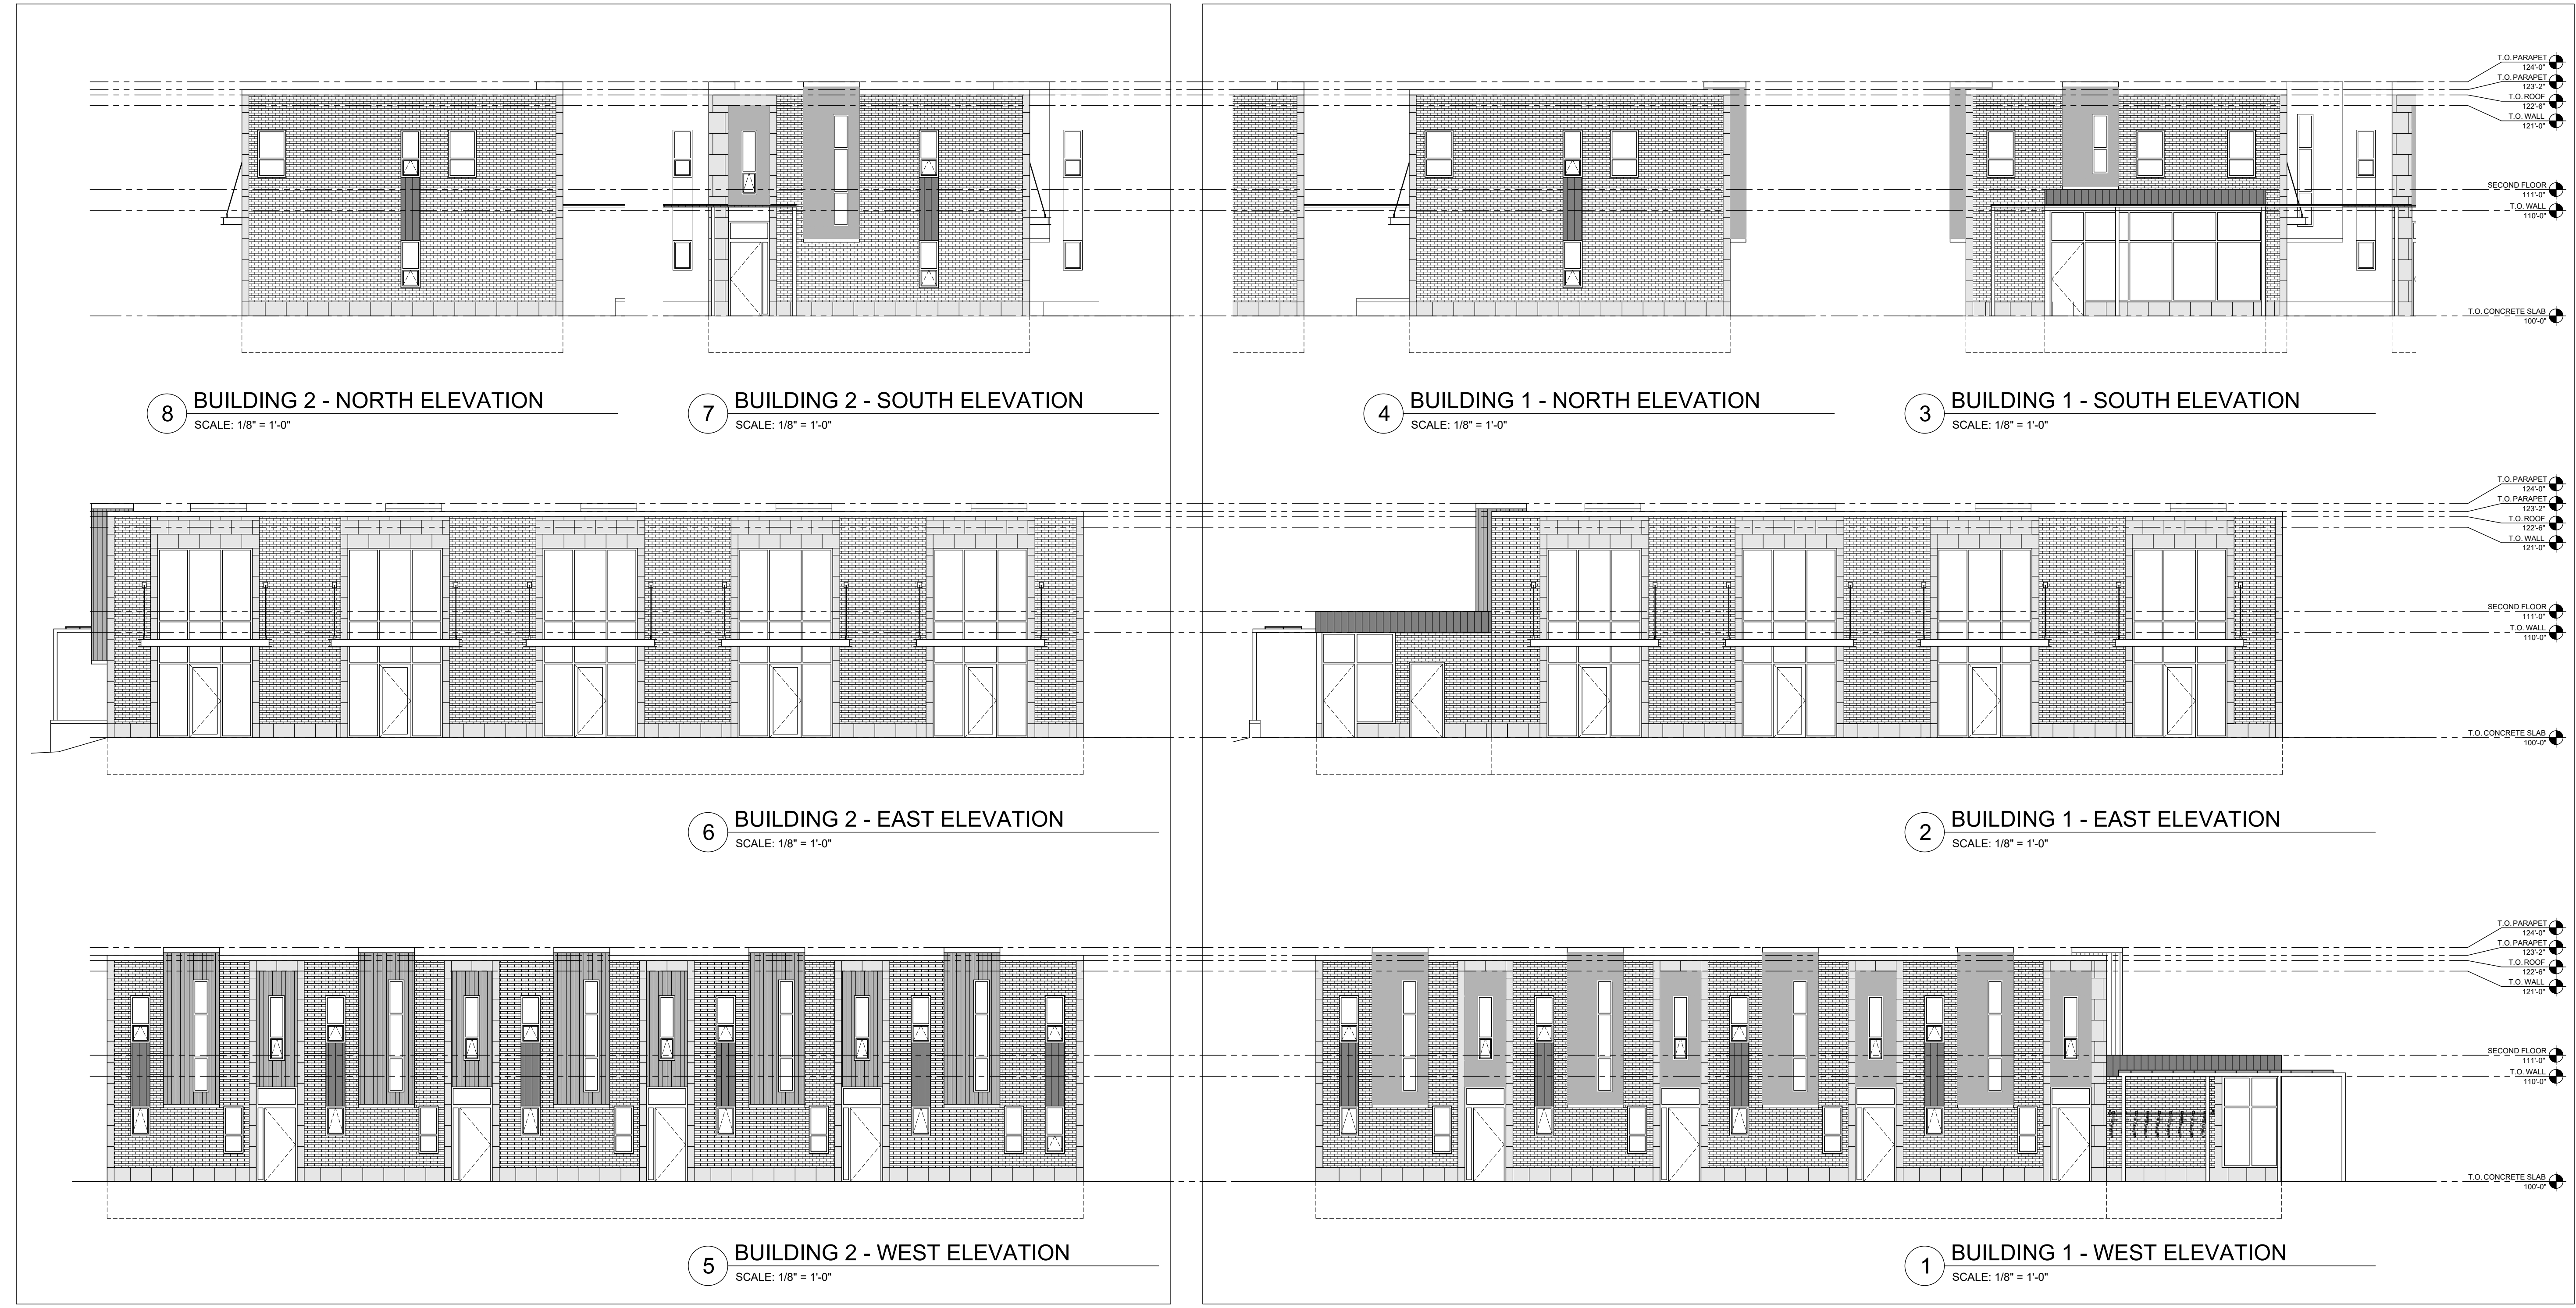 T.O. PARAPET
124'-0"
T.O. PARAPET
123'-2"
T.O. ROOF
122'-6"
T.O. WALL
121'-0"
SECOND FLOOR
111'-0"
T.O. WALL
110'-0"
T.O. CONCRETE SLAB
100'-0"
8 BUILDING 2 - NORTH ELEVATION
SCALE: 1/8" = 1'-0"
7 BUILDING 2 - SOUTH ELEVATION
SCALE: 1/8" = 1'-0"
4 BUILDING 1 - NORTH ELEVATION
SCALE: 1/8" = 1'-0"
3 BUILDING 1 - SOUTH ELEVATION
SCALE: 1/8" = 1'-0"
T.O. PARAPET
124'-0"
T.O. PARAPET
123'-2"
T.O. ROOF
122'-6"
T.O. WALL
121'-0"
SECOND FLOOR
111'-0"
T.O. WALL
110'-0"
T.O. CONCRETE SLAB
100'-0"
6 BUILDING 2 - EAST ELEVATION
SCALE: 1/8" = 1'-0"
2 BUILDING 1 - EAST ELEVATION
SCALE: 1/8" = 1'-0"
T.O. PARAPET
124'-0"
T.O. PARAPET
123'-2"
T.O. ROOF
122'-6"
T.O. WALL
121'-0"
SECOND FLOOR
111'-0"
T.O. WALL
110'-0"
T.O. CONCRETE SLAB
100'-0"
5 BUILDING 2 - WEST ELEVATION
SCALE: 1/8" = 1'-0"
1 BUILDING 1 - WEST ELEVATION
SCALE: 1/8" = 1'-0"